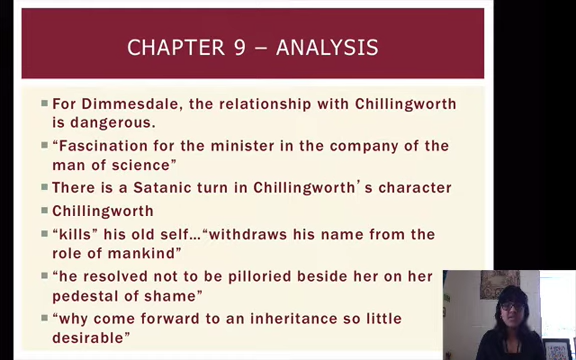 CHAPTER 9 – ANALYSIS
For Dimmesdale, the relationship with Chillingworth
is dangerous.
“Fascination for the minister in the company of the
man of science”
There is a Satanic turn in Chillingworth’s character
Chillingworth
“kills” his old self…“withdraws his name from the
role of mankind”
“he resolved not to be pilloried beside her on her
pedestal of shame”
“why come forward to an inheritance so little
desirable”